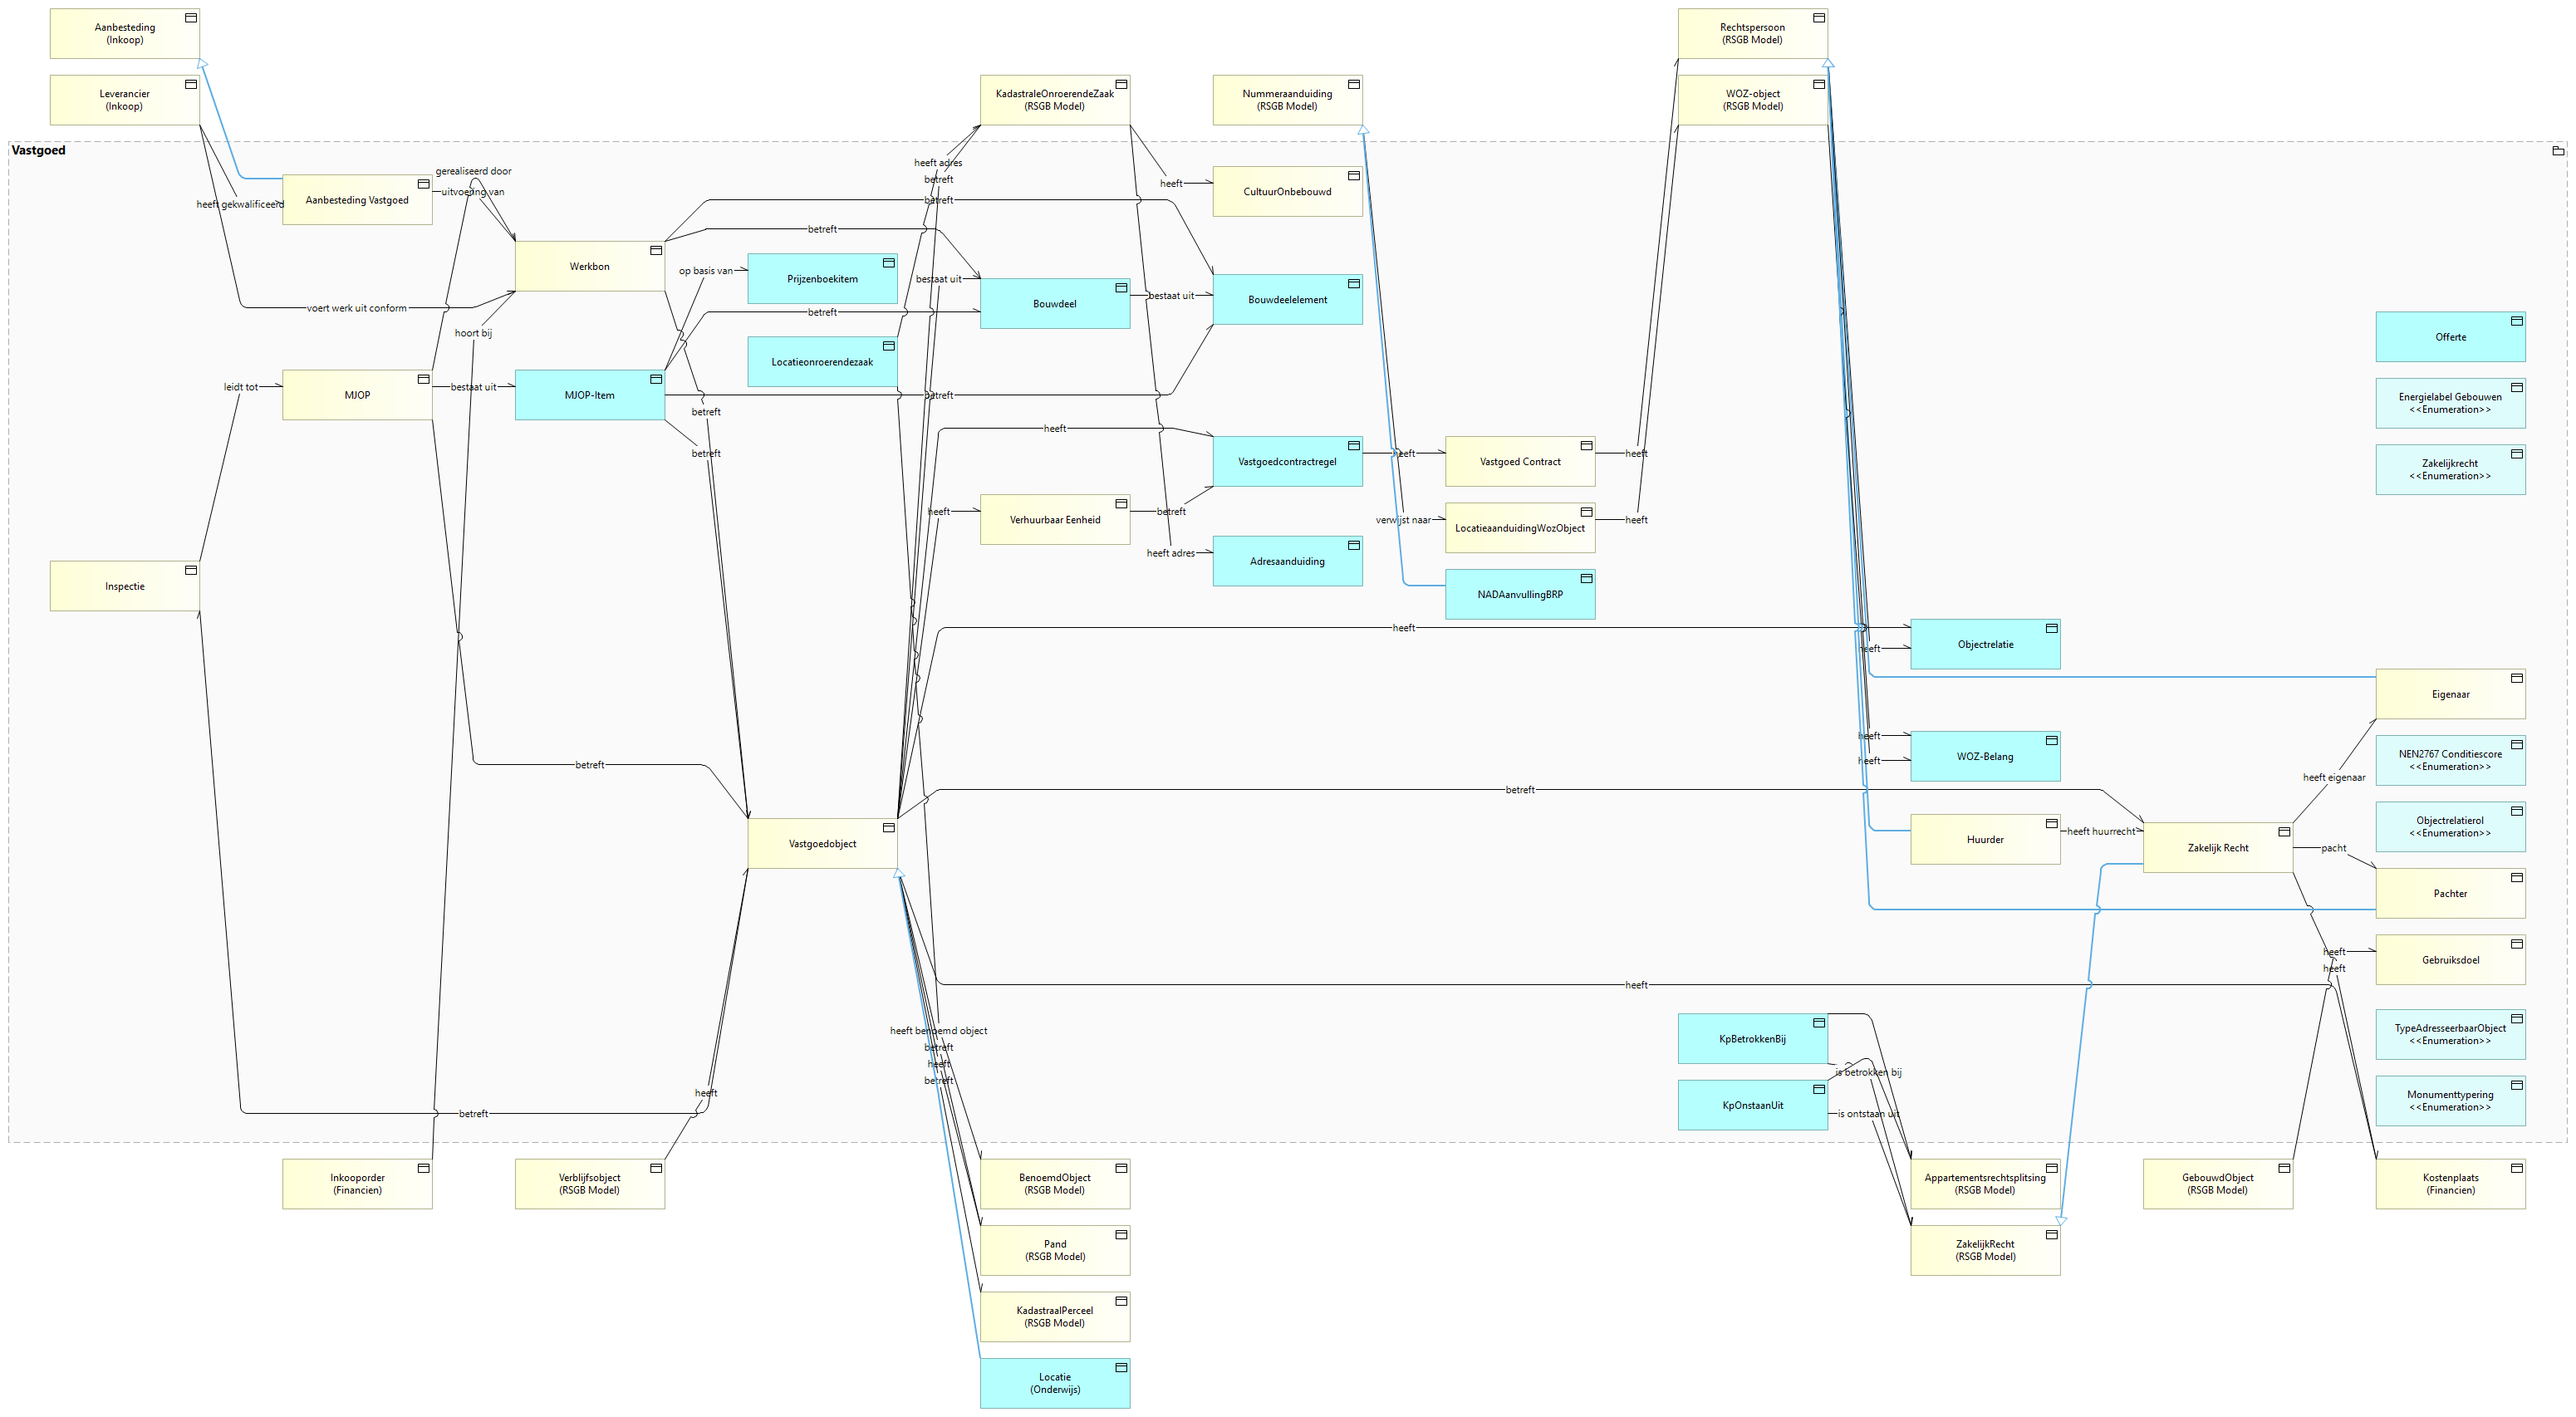 Aanbesteding
(Inkoop)
Rechtspersoon
(RSGB Model)
Leverancier
(Inkoop)
KadastraleOnroerendeZaak
(RSGB Model)
Nummeraanduiding
(RSGB Model)
WOZ-object
(RSGB Model)
Vastgoed
heeft adres
gerealiseerd door
betreft
uitvoering van
heeft
CultuurOnbebouwd
Aanbesteding Vastgoed
heeft gekwalificeerd
betreft
betreft
Werkbon
op basis van
Prijzenboekitem
bestaat uit
Bouwdeel
bestaat uit
Bouwdeelelement
voert werk uit conform
betreft
hoort bij
Offerte
Locatieonroerendezaak
leidt tot
MJOP
bestaat uit
MJOP-Item
betreft
Energielabel Gebouwen
<<Enumeration>>
betreft
heeft
betreft
heeft
heeft
Vastgoedcontractregel
Vastgoed Contract
Zakelijkrecht
<<Enumeration>>
heeft
Verhuurbaar Eenheid
betreft
verwijst naar
heeft
LocatieaanduidingWozObject
heeft adres
Adresaanduiding
Inspectie
NADAanvullingBRP
heeft
heeft
Objectrelatie
Eigenaar
heeft
WOZ-Belang
heeft
NEN2767 Conditiescore
<<Enumeration>>
betreft
heeft eigenaar
betreft
Objectrelatierol
<<Enumeration>>
Vastgoedobject
Huurder
heeft huurrecht
Zakelijk Recht
pacht
Pachter
heeft
Gebruiksdoel
heeft
heeft
heeft benoemd object
betreft
heeft
betreft
KpBetrokkenBij
TypeAdresseerbaarObject
<<Enumeration>>
is betrokken bij
heeft
betreft
KpOnstaanUit
is ontstaan uit
Monumenttypering
<<Enumeration>>
Inkooporder
(Financien)
Verblijfsobject
(RSGB Model)
BenoemdObject
(RSGB Model)
Appartementsrechtsplitsing
(RSGB Model)
GebouwdObject
(RSGB Model)
Kostenplaats
(Financien)
Pand
(RSGB Model)
ZakelijkRecht
(RSGB Model)
KadastraalPerceel
(RSGB Model)
Locatie
(Onderwijs)